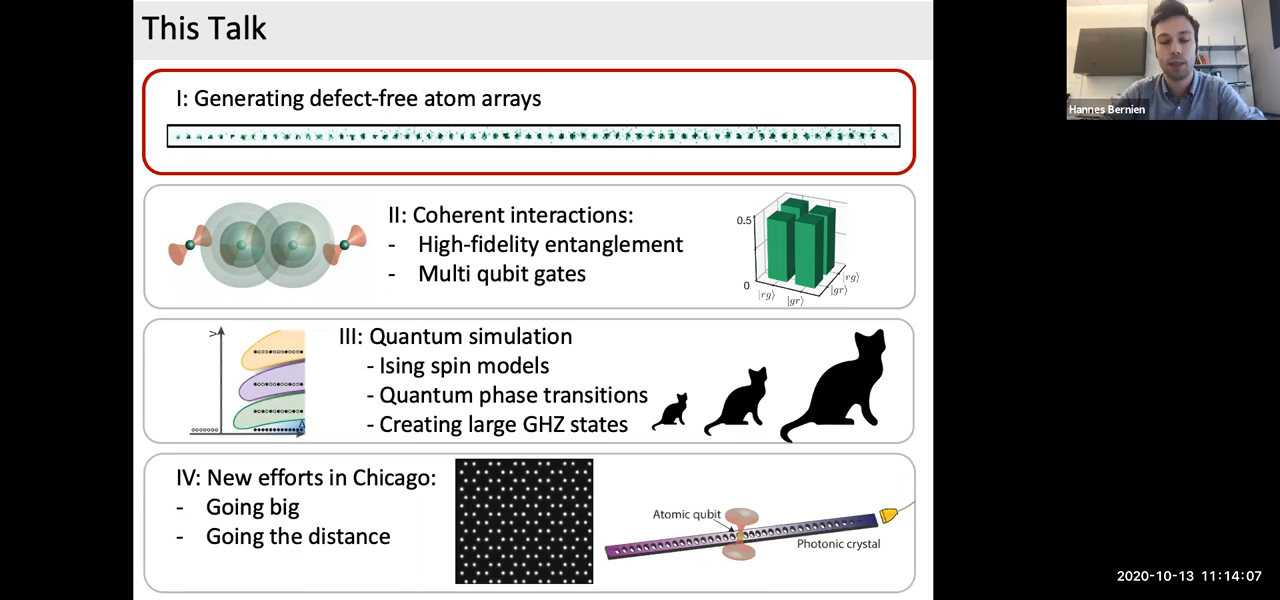 This Talk
Hannes Bernien
I: Generating defect-free atom arrays
II: Coherent interactions:
- High-fidelity entanglement
- Multi qubit gates
0.5
0
|rg⟩
|gr⟩
|gr⟩
|rg⟩
V
III: Quantum simulation
- Ising spin models
- Quantum phase transitions
- Creating large GHZ states
Δ
IV: New efforts in Chicago:
- Going big
- Going the distance
Atomic qubit
Photonic crystal
2020-10-13 11:14:07